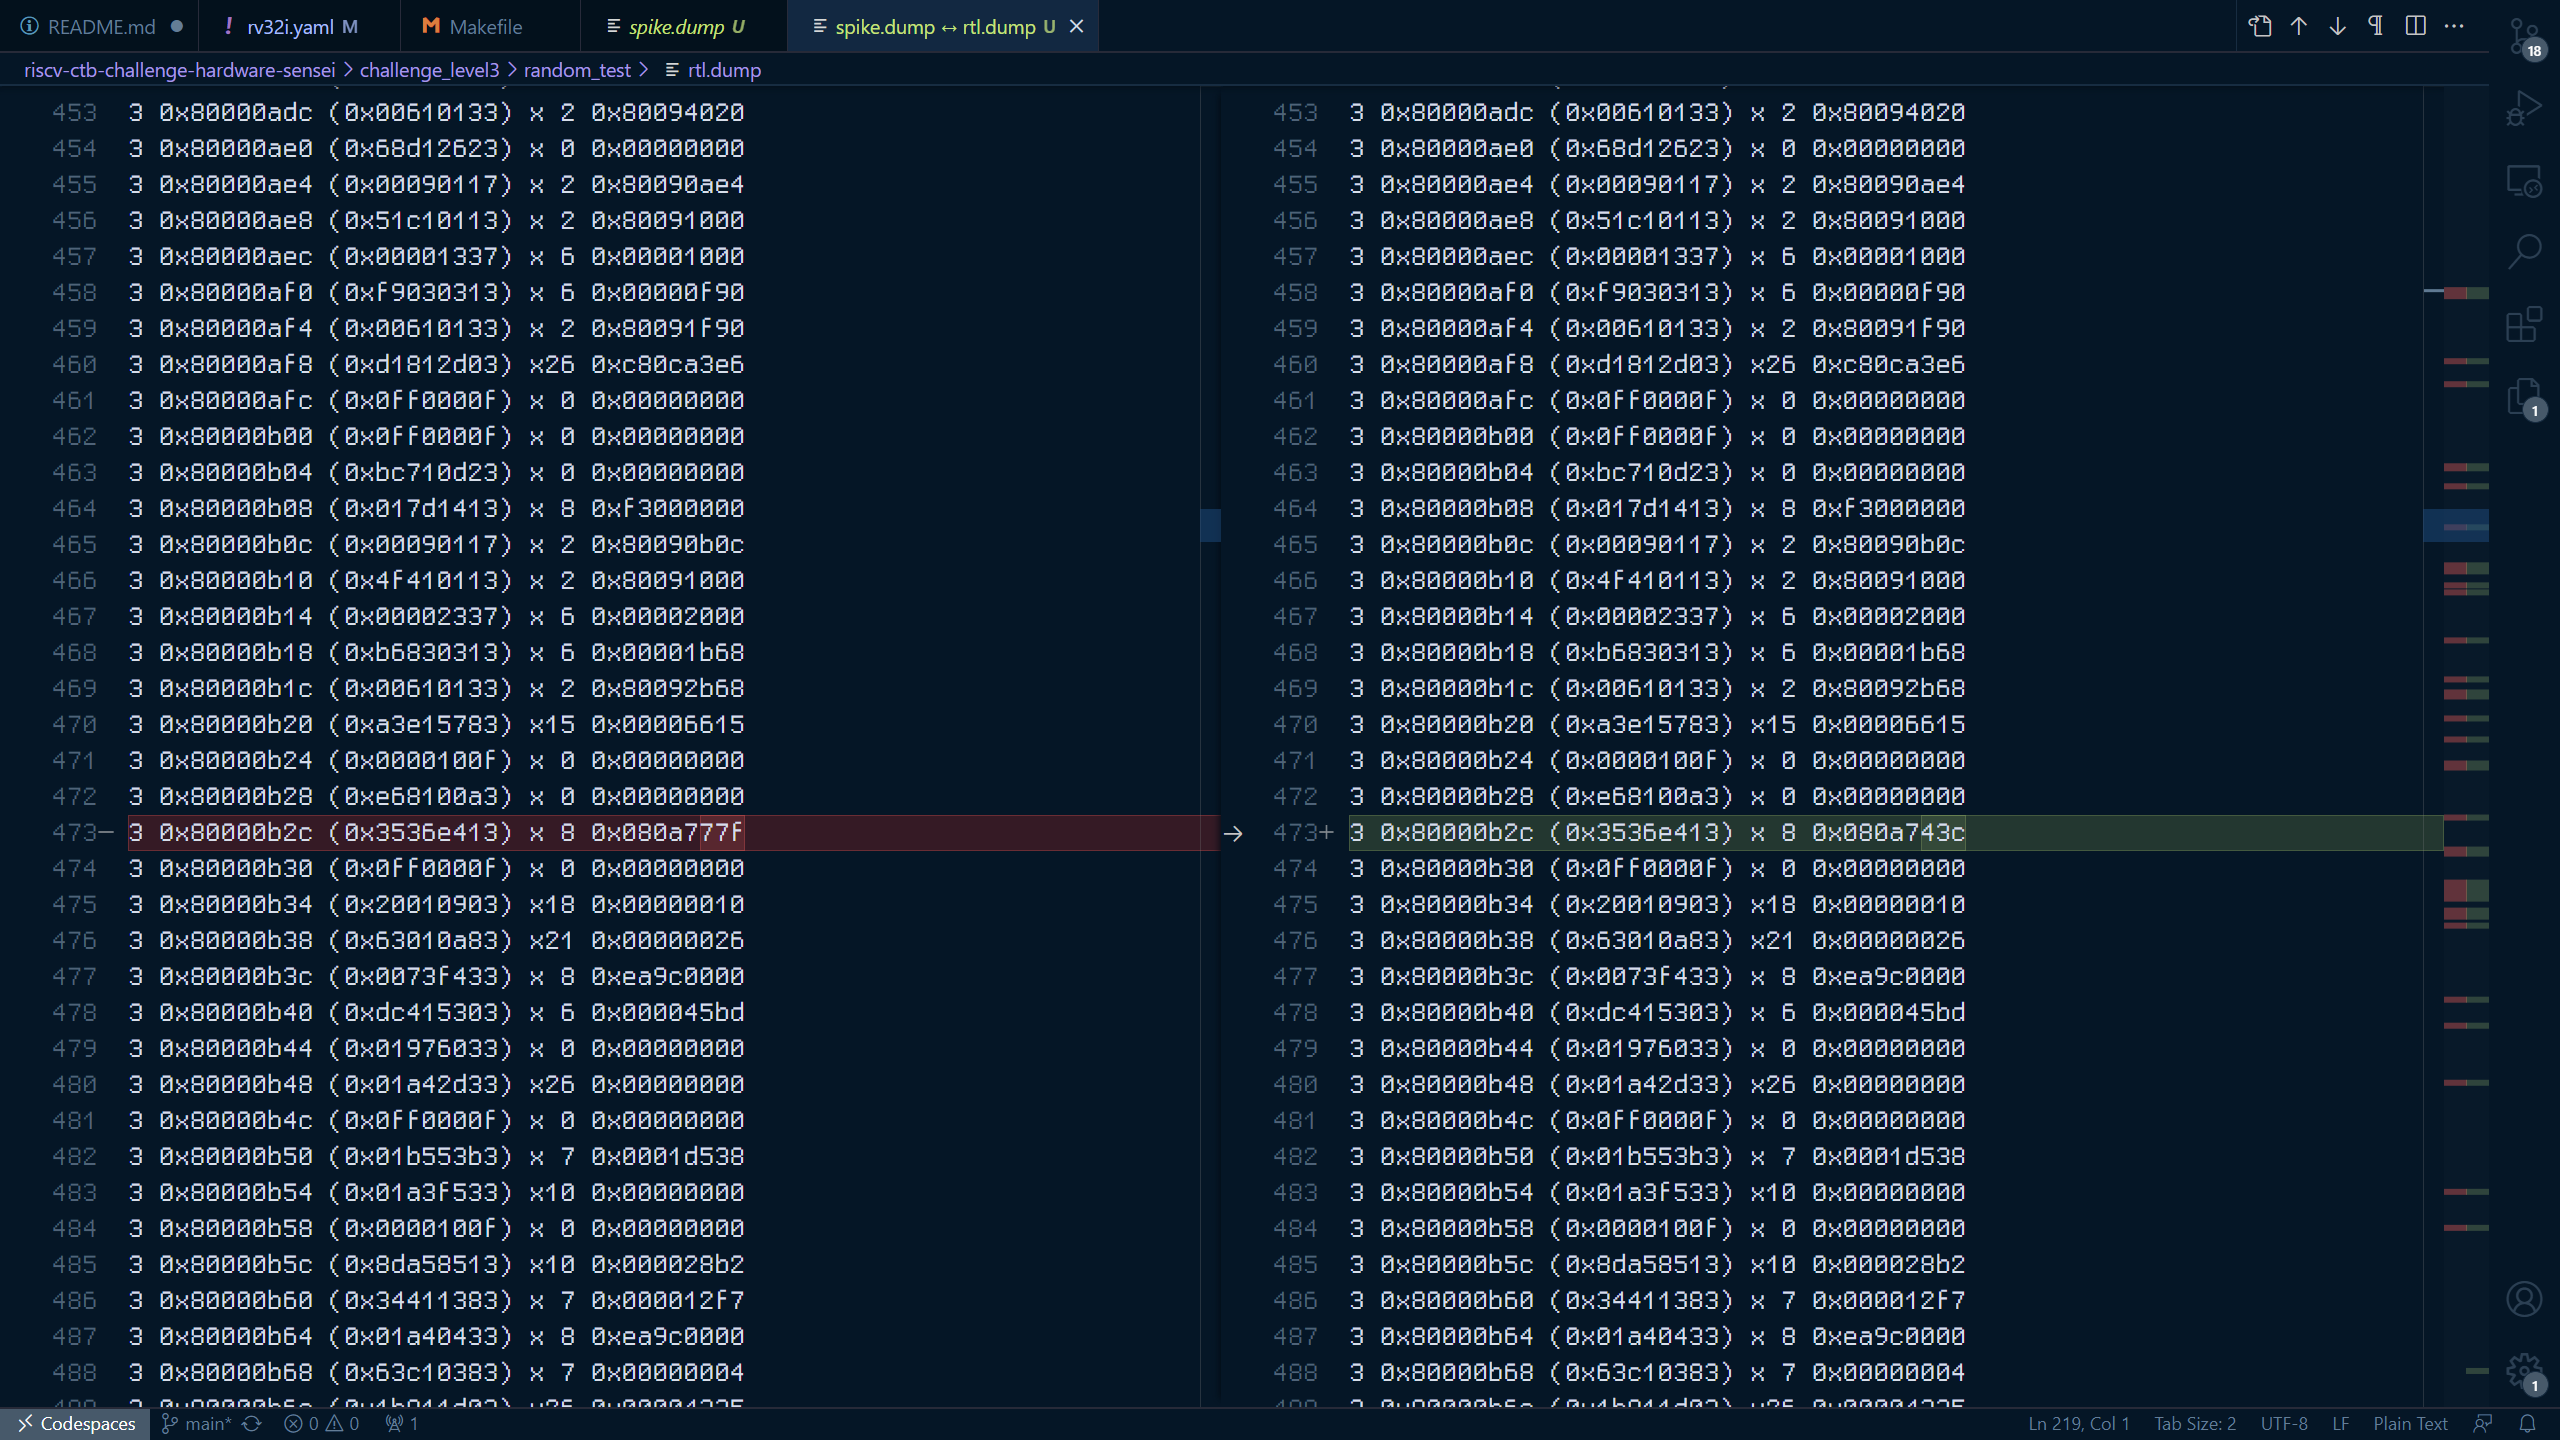 README.md
rv32i.yaml M
Makefile
spike.dump U
spike.dump ↔ rtl.dump U
riscv-ctb-challenge-hardware-sensei > challenge_level3 > random_test > rtl.dump
18
1
453 3 0x80000adc (0x00610133) x 2 0x80094020 453 3 0x80000adc (0x00610133) x 2 0x80094020
454 3 0x80000ae0 (0x68d12623) x 0 0x00000000 454 3 0x80000ae0 (0x68d12623) x 0 0x00000000
455 3 0x80000ae4 (0x00090117) x 2 0x80090ae4 455 3 0x80000ae4 (0x00090117) x 2 0x80090ae4
456 3 0x80000ae8 (0x51c10113) x 2 0x80091000 456 3 0x80000ae8 (0x51c10113) x 2 0x80091000
457 3 0x80000aec (0x00001337) x 6 0x00001000 457 3 0x80000aec (0x00001337) x 6 0x00001000
458 3 0x80000af0 (0xf9030313) x 6 0x00000f90 458 3 0x80000af0 (0xf9030313) x 6 0x00000f90
459 3 0x80000af4 (0x00610133) x 2 0x80091f90 459 3 0x80000af4 (0x00610133) x 2 0x80091f90
460 3 0x80000af8 (0xd1812d03) x26 0xc80ca3e6 460 3 0x80000af8 (0xd1812d03) x26 0xc80ca3e6
461 3 0x80000afc (0x0ff0000f) x 0 0x00000000 461 3 0x80000afc (0x0ff0000f) x 0 0x00000000
462 3 0x80000b00 (0x0ff0000f) x 0 0x00000000 462 3 0x80000b00 (0x0ff0000f) x 0 0x00000000
463 3 0x80000b04 (0xbc710d23) x 0 0x00000000 463 3 0x80000b04 (0xbc710d23) x 0 0x00000000
464 3 0x80000b08 (0x017d1413) x 8 0xf3000000 464 3 0x80000b08 (0x017d1413) x 8 0xf3000000
465 3 0x80000b0c (0x00090117) x 2 0x80090b0c 465 3 0x80000b0c (0x00090117) x 2 0x80090b0c
466 3 0x80000b10 (0x4f410113) x 2 0x80091000 466 3 0x80000b10 (0x4f410113) x 2 0x80091000
467 3 0x80000b14 (0x00002337) x 6 0x00002000 467 3 0x80000b14 (0x00002337) x 6 0x00002000
468 3 0x80000b18 (0xb6830313) x 6 0x00001b68 468 3 0x80000b18 (0xb6830313) x 6 0x00001b68
469 3 0x80000b1c (0x00610133) x 2 0x80092b68 469 3 0x80000b1c (0x00610133) x 2 0x80092b68
470 3 0x80000b20 (0xa3e15783) x15 0x00006615 470 3 0x80000b20 (0xa3e15783) x15 0x00006615
471 3 0x80000b24 (0x0000100f) x 0 0x00000000 471 3 0x80000b24 (0x0000100f) x 0 0x00000000
472 3 0x80000b28 (0xe68100a3) x 0 0x00000000 472 3 0x80000b28 (0xe68100a3) x 0 0x00000000
473− 3 0x80000b2c (0x3536e413) x 8 0x080a777f → 473+ 3 0x80000b2c (0x3536e413) x 8 0x080a743c
474 3 0x80000b30 (0x0ff0000f) x 0 0x00000000 474 3 0x80000b30 (0x0ff0000f) x 0 0x00000000
475 3 0x80000b34 (0x20010903) x18 0x00000010 475 3 0x80000b34 (0x20010903) x18 0x00000010
476 3 0x80000b38 (0x63010a83) x21 0x00000026 476 3 0x80000b38 (0x63010a83) x21 0x00000026
477 3 0x80000b3c (0x0073f433) x 8 0xea9c0000 477 3 0x80000b3c (0x0073f433) x 8 0xea9c0000
478 3 0x80000b40 (0xdc415303) x 6 0x000045bd 478 3 0x80000b40 (0xdc415303) x 6 0x000045bd
479 3 0x80000b44 (0x01976033) x 0 0x00000000 479 3 0x80000b44 (0x01976033) x 0 0x00000000
480 3 0x80000b48 (0x01a42d33) x26 0x00000000 480 3 0x80000b48 (0x01a42d33) x26 0x00000000
481 3 0x80000b4c (0x0ff0000f) x 0 0x00000000 481 3 0x80000b4c (0x0ff0000f) x 0 0x00000000
482 3 0x80000b50 (0x01b553b3) x 7 0x0001d538 482 3 0x80000b50 (0x01b553b3) x 7 0x0001d538
483 3 0x80000b54 (0x01a3f533) x10 0x00000000 483 3 0x80000b54 (0x01a3f533) x10 0x00000000
484 3 0x80000b58 (0x0000100f) x 0 0x00000000 484 3 0x80000b58 (0x0000100f) x 0 0x00000000
485 3 0x80000b5c (0x8da58513) x10 0x000028b2 485 3 0x80000b5c (0x8da58513) x10 0x000028b2
486 3 0x80000b60 (0x34411383) x 7 0x000012f7 486 3 0x80000b60 (0x34411383) x 7 0x000012f7
487 3 0x80000b64 (0x01a40433) x 8 0xea9c0000 487 3 0x80000b64 (0x01a40433) x 8 0xea9c0000
488 3 0x80000b68 (0x63c10383) x 7 0x00000004 488 3 0x80000b68 (0x63c10383) x 7 0x00000004
1
Codespaces main* 0 0 1 Ln 219, Col 1 Tab Size: 2 UTF-8 LF Plain Text